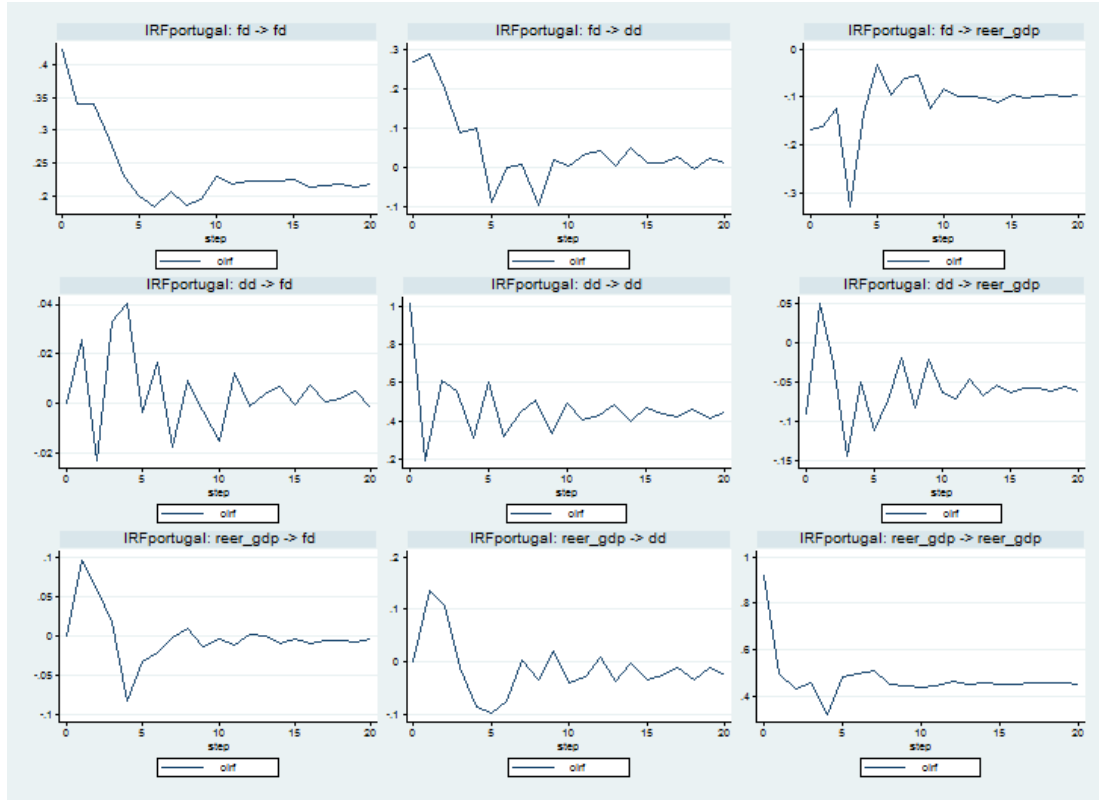 IRFportugal: fd -> fd
.4
.35
.3
.25
.2
0 5 10 15 20
step
oirf
IRFportugal: fd -> dd
.3
.2
.1
0
-.1
0 5 10 15 20
step
oirf
IRFportugal: fd -> reer_gdp
0
-.1
-.2
-.3
0 5 10 15 20
step
oirf
IRFportugal: dd -> fd
.04
.02
0
-.02
0 5 10 15 20
step
oirf
IRFportugal: dd -> dd
1
.8
.6
.4
.2
0 5 10 15 20
step
oirf
IRFportugal: dd -> reer_gdp
.05
0
-.05
-.1
-.15
0 5 10 15 20
step
oirf
IRFportugal: reer_gdp -> fd
.1
.05
0
-.05
-.1
0 5 10 15 20
step
oirf
IRFportugal: reer_gdp -> dd
.2
.1
0
-.1
0 5 10 15 20
step
oirf
IRFportugal: reer_gdp -> reer_gdp
1
.8
.6
.4
0 5 10 15 20
step
oirf